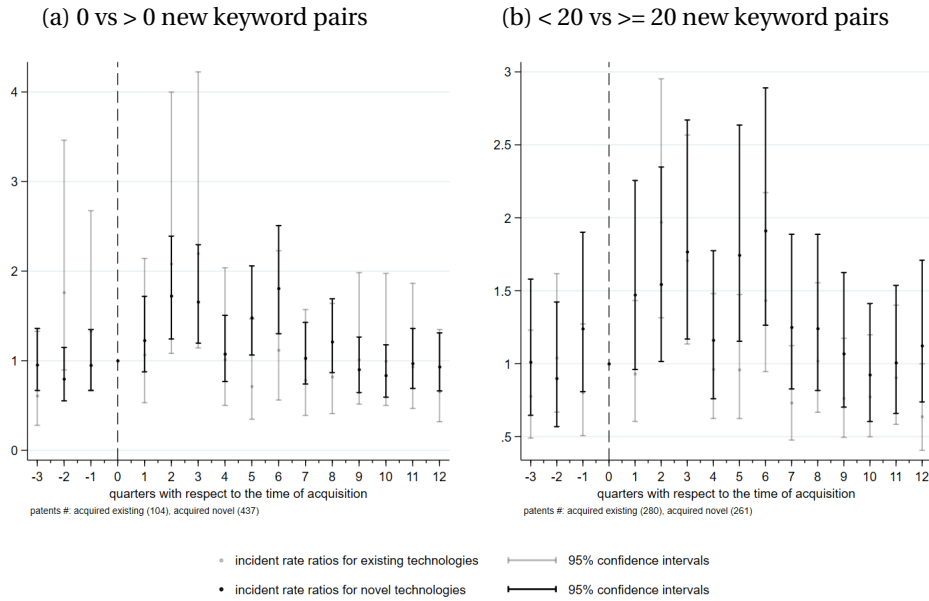 (a) 0 vs > 0 new keyword pairs
4
3
2
1
0
-3 -2 -1 0 1 2 3 4 5 6 7 8 9 10 11 12
quarters with respect to the time of acquisition
patents #: acquired existing (104), acquired novel (437)
(b) < 20 vs >= 20 new keyword pairs
3
2.5
2
1.5
1
.5
-3 -2 -1 0 1 2 3 4 5 6 7 8 9 10 11 12
quarters with respect to the time of acquisition
patents #: acquired existing (280), acquired novel (261)
incident rate ratios for existing technologies
95% confidence intervals
incident rate ratios for novel technologies
95% confidence intervals